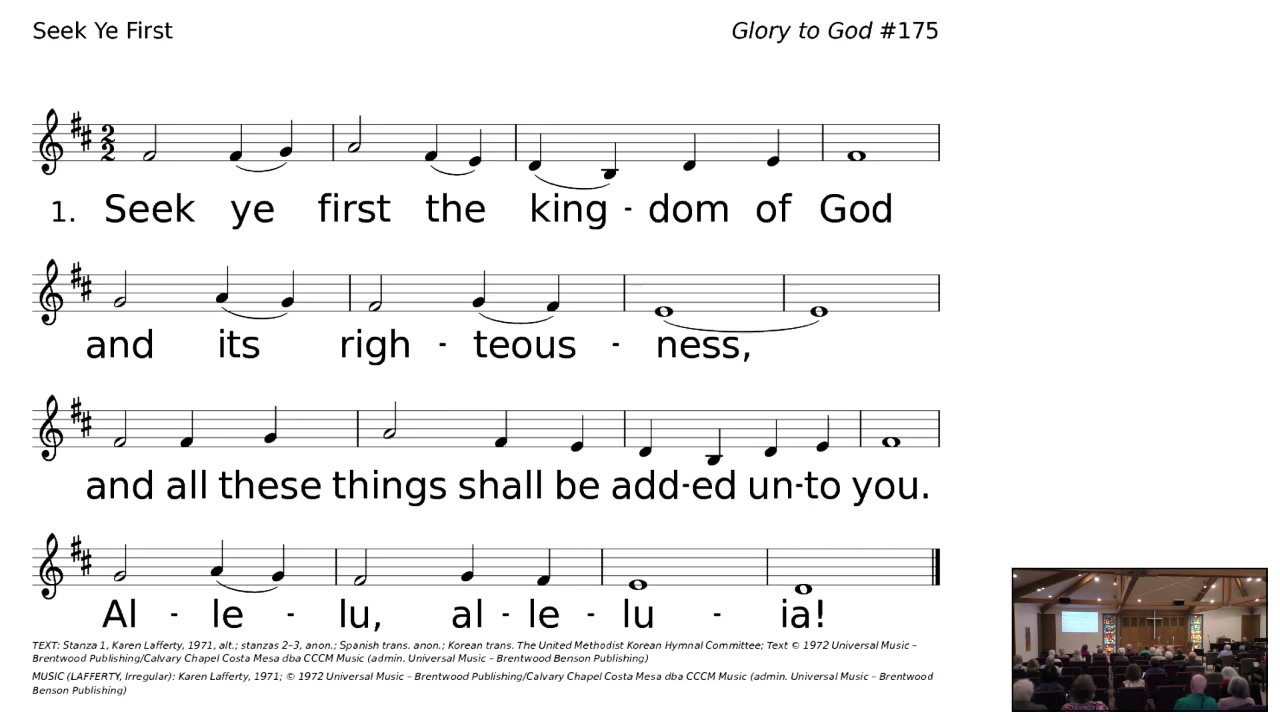 Seek Ye First
Glory to God #175
1. Seek ye first the king - dom of God
and its righ - teous - ness,
and all these things shall be add-ed un-to you.
Al - le - lu, al - le - lu - ia!
TEXT: Stanza 1, Karen Lafferty, 1971, alt.; stanzas 2–3, anon.; Spanish trans. anon.; Korean trans. The United Methodist Korean Hymnal Committee; Text © 1972 Universal Music –
Brentwood Publishing/Calvary Chapel Costa Mesa dba CCCM Music (admin. Universal Music – Brentwood Benson Publishing)
MUSIC (LAFFERTY, Irregular): Karen Lafferty, 1971; © 1972 Universal Music – Brentwood Publishing/Calvary Chapel Costa Mesa dba CCCM Music (admin. Universal Music – Brentwood
Benson Publishing)